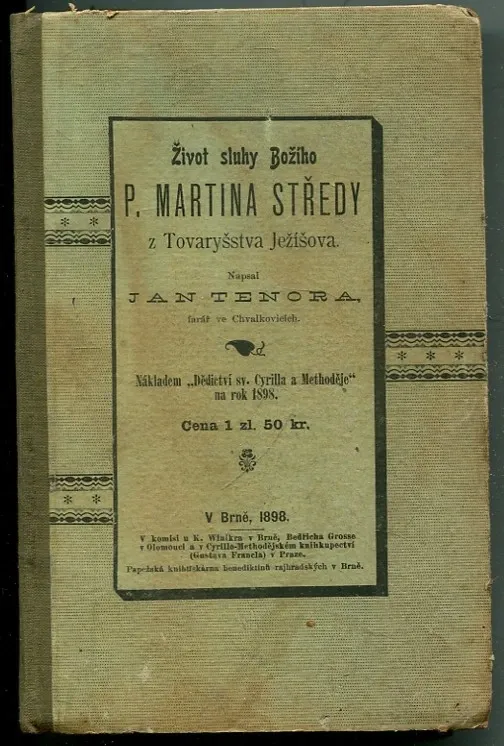 Život sluhy Božího
P. MARTINA STŘEDY
z Tovaryšstva Ježíšova.
Napsal
JAN TENORA,
farář ve Chvalkovicích.
Nákladem „Dědictví sv. Cyrilla a Methoděje“
na rok 1898.
Cena 1 zl. 50 kr.
V Brně, 1898.
V komisi u K. Winikra v Brně, Bedřicha Grosse
v Olomouci a v Cyrillo-Methodějském knihkupectví
(Gustava Francla) v Praze.
Papežská knihtiskárna benediktinů rajhradských v Brně.